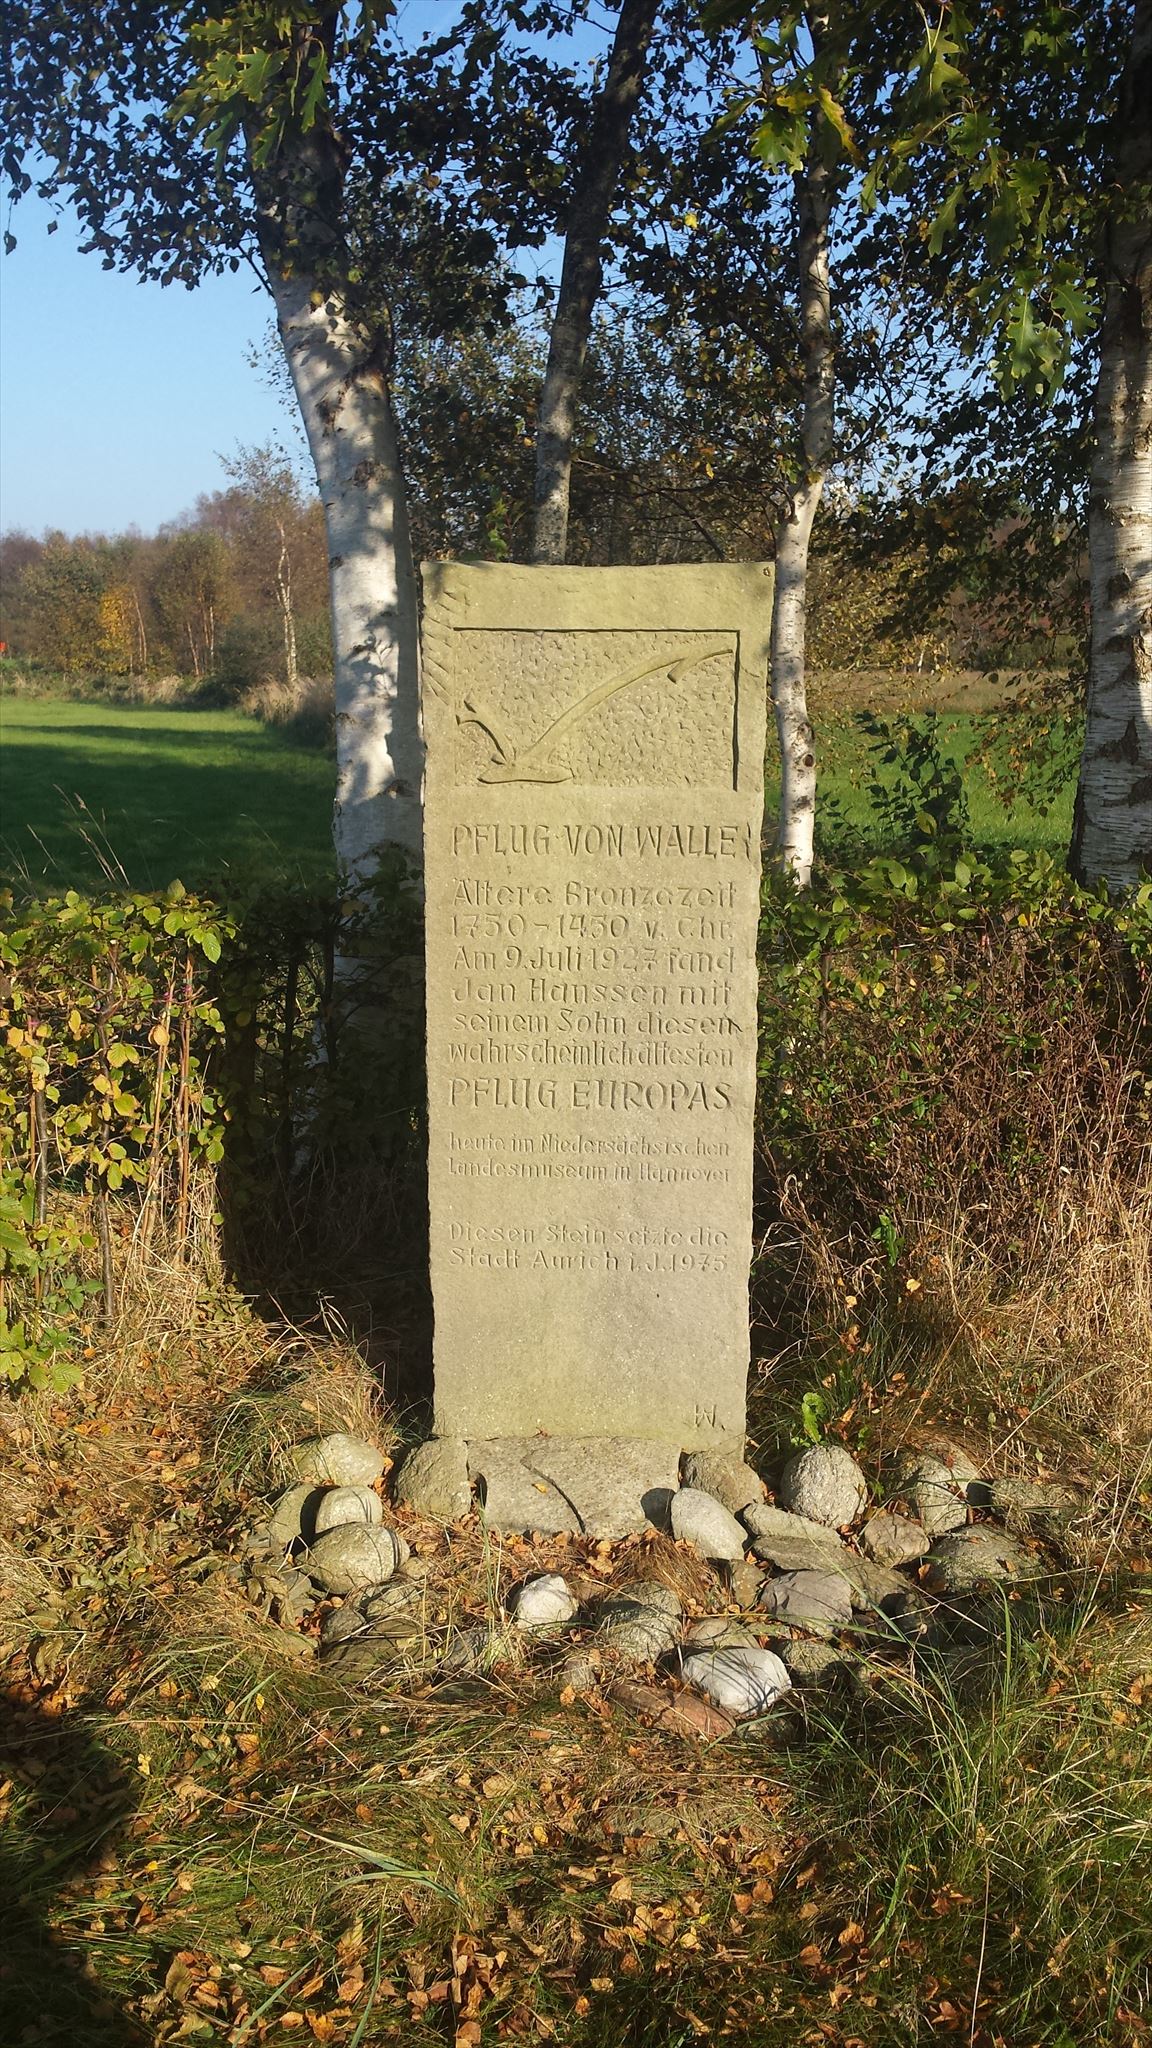 PFLUG VON WALLE
Ältere Bronzezeit
1750-1450 v. Chr.
Am 9. Juli 1927 fand
Jan Hanssen mit
seinem Sohn diesen
wahrscheinlich ältesten
PFLUG EUROPAS
heute im Niedersächsischen
Landesmuseum in Hannover
Diesen Stein setzte die
Stadt Aurich i. J. 1975